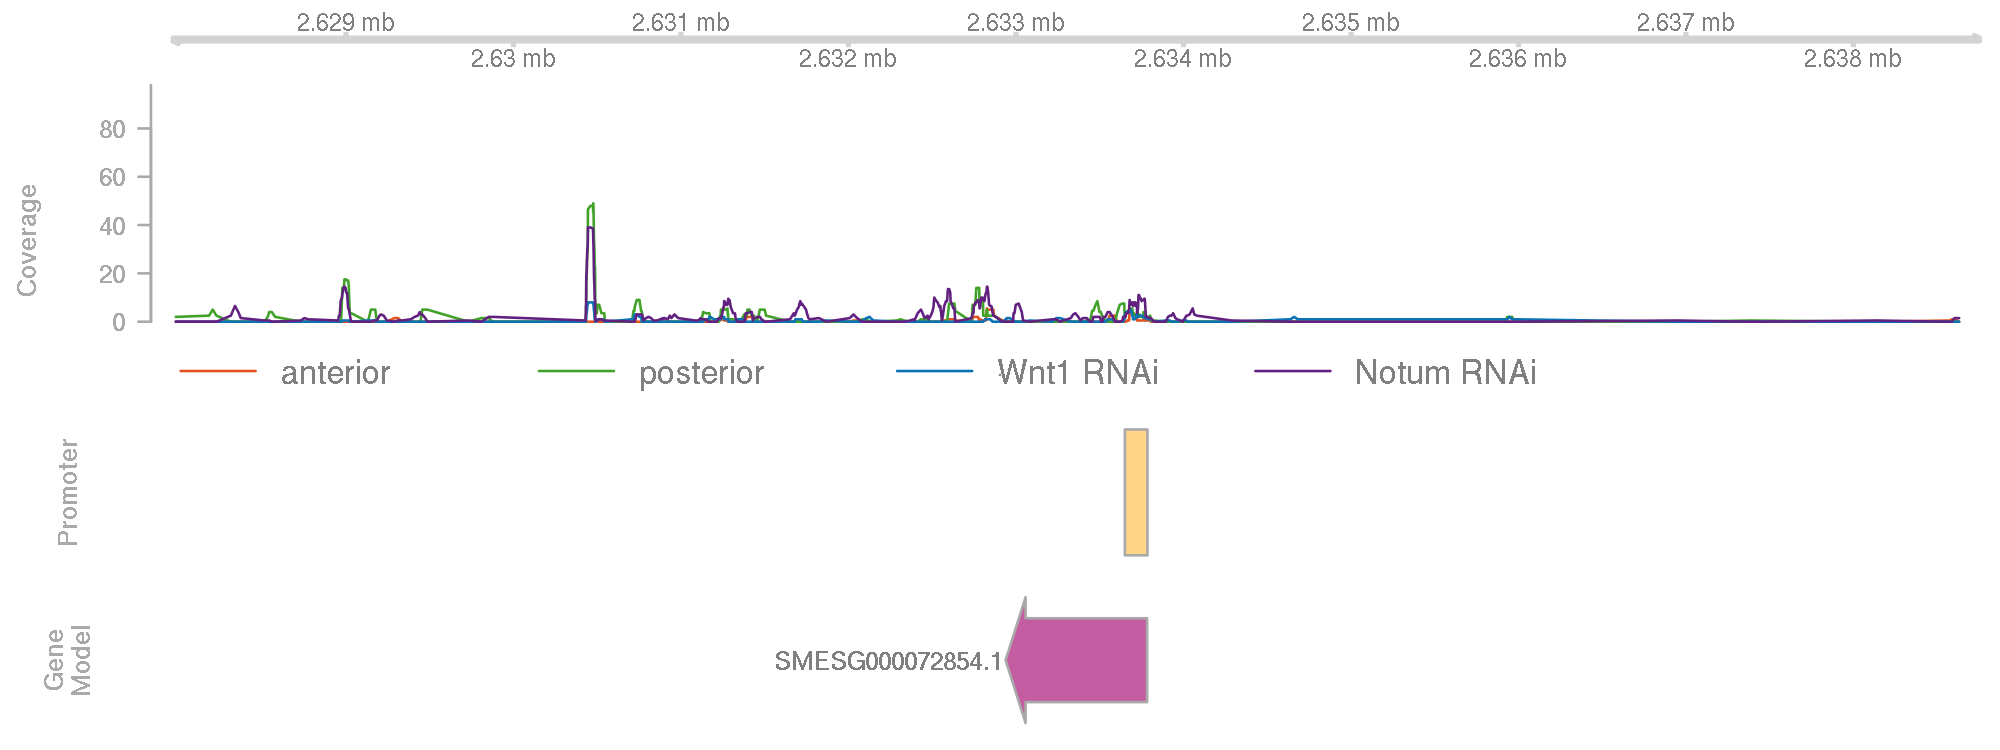 2.629 mb 2.631 mb 2.633 mb 2.635 mb 2.637 mb
2.63 mb 2.632 mb 2.634 mb 2.636 mb 2.638 mb
Coverage
80
60
40
20
0
anterior posterior Wnt1 RNAi Notum RNAi
Promoter
Gene
Model
SMESG000072854.1